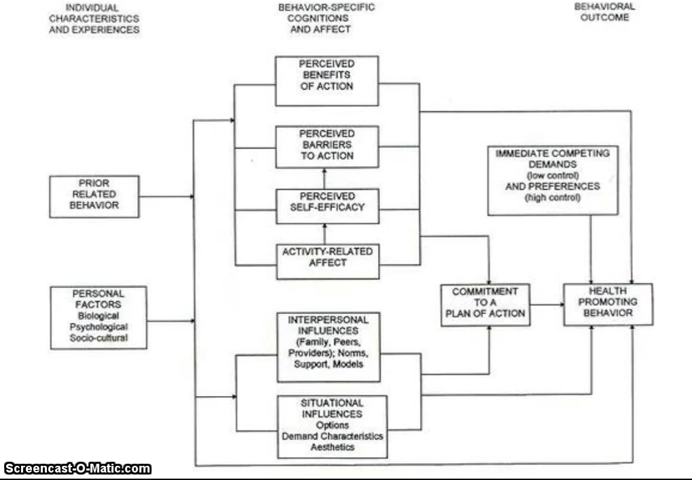 INDIVIDUAL
CHARACTERISTICS
AND EXPERIENCES
BEHAVIOR-SPECIFIC
COGNITIONS
AND AFFECT
BEHAVIORAL
OUTCOME
PERCEIVED
BENEFITS
OF ACTION
PERCEIVED
BARRIERS
TO ACTION
PERCEIVED
SELF-EFFICACY
ACTIVITY-RELATED
AFFECT
IMMEDIATE COMPETING
DEMANDS
(low control)
AND PREFERENCES
(high control)
PRIOR
RELATED
BEHAVIOR
PERSONAL
FACTORS
Biological
Psychological
Socio-cultural
COMMITMENT
TO A
PLAN OF ACTION
HEALTH
PROMOTING
BEHAVIOR
INTERPERSONAL
INFLUENCES
(Family, Peers,
Providers); Norms,
Support, Models
SITUATIONAL
INFLUENCES
Options
Demand Characteristics
Aesthetics
Screencast-O-Matic.com